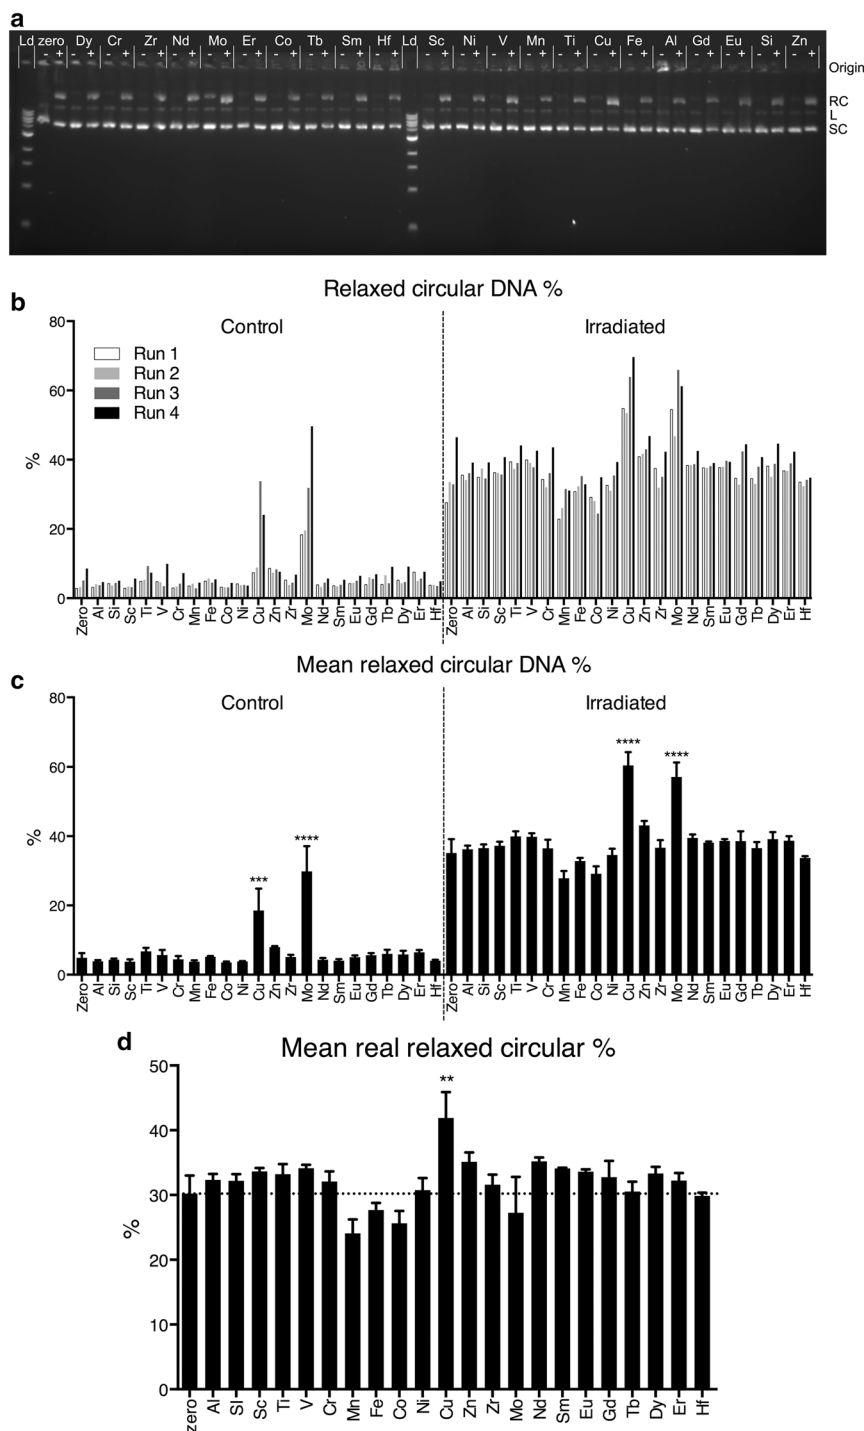 a
Ld zero Dy Cr Zr Nd Mo Er Co Tb Sm Hf Ld Sc Ni V Mn Ti Cu Fe Al Gd Eu Si Zn
- + - + - + - + - + - + - + - + - + - + - + - + - + - + - + - + - + - + - + - + - + - + - +
Origin
RC
L
SC
b
Relaxed circular DNA %
Control
Irradiated
Run 1
Run 2
Run 3
Run 4
80
60
40
20
0
%
Zero Al Si Sc Ti V Cr Mn Fe Co Ni Cu Zn Zr Mo Nd Sm Eu Gd Tb Dy Er Hf Zero Al Si Sc Ti V Cr Mn Fe Co Ni Cu Zn Zr Mo Nd Sm Eu Gd Tb Dy Er Hf
c
Mean relaxed circular DNA %
Control
Irradiated
80
60
40
20
0
%
*** **** **** ****
Zero Al Si Sc Ti V Cr Mn Fe Co Ni Cu Zn Zr Mo Nd Sm Eu Gd Tb Dy Er Hf Zero Al Si Sc Ti V Cr Mn Fe Co Ni Cu Zn Zr Mo Nd Sm Eu Gd Tb Dy Er Hf
d
Mean real relaxed circular %
50
40
30
20
10
0
%
**
zero Al SI Sc Ti V Cr Mn Fe Co Ni Cu Zn Zr Mo Nd Sm Eu Gd Tb Dy Er Hf